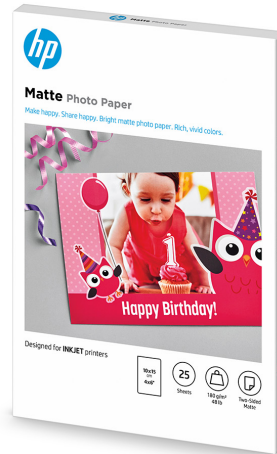 hp
Matte Photo Paper
Make happy. Share happy. Bright matte photo paper. Rich, vivid colors.
1
Happy Birthday!
Designed for INKJET printers
10x15
cm
4x6"
25
Sheets
180 g/m²
48 lb
Two-Sided
Matte